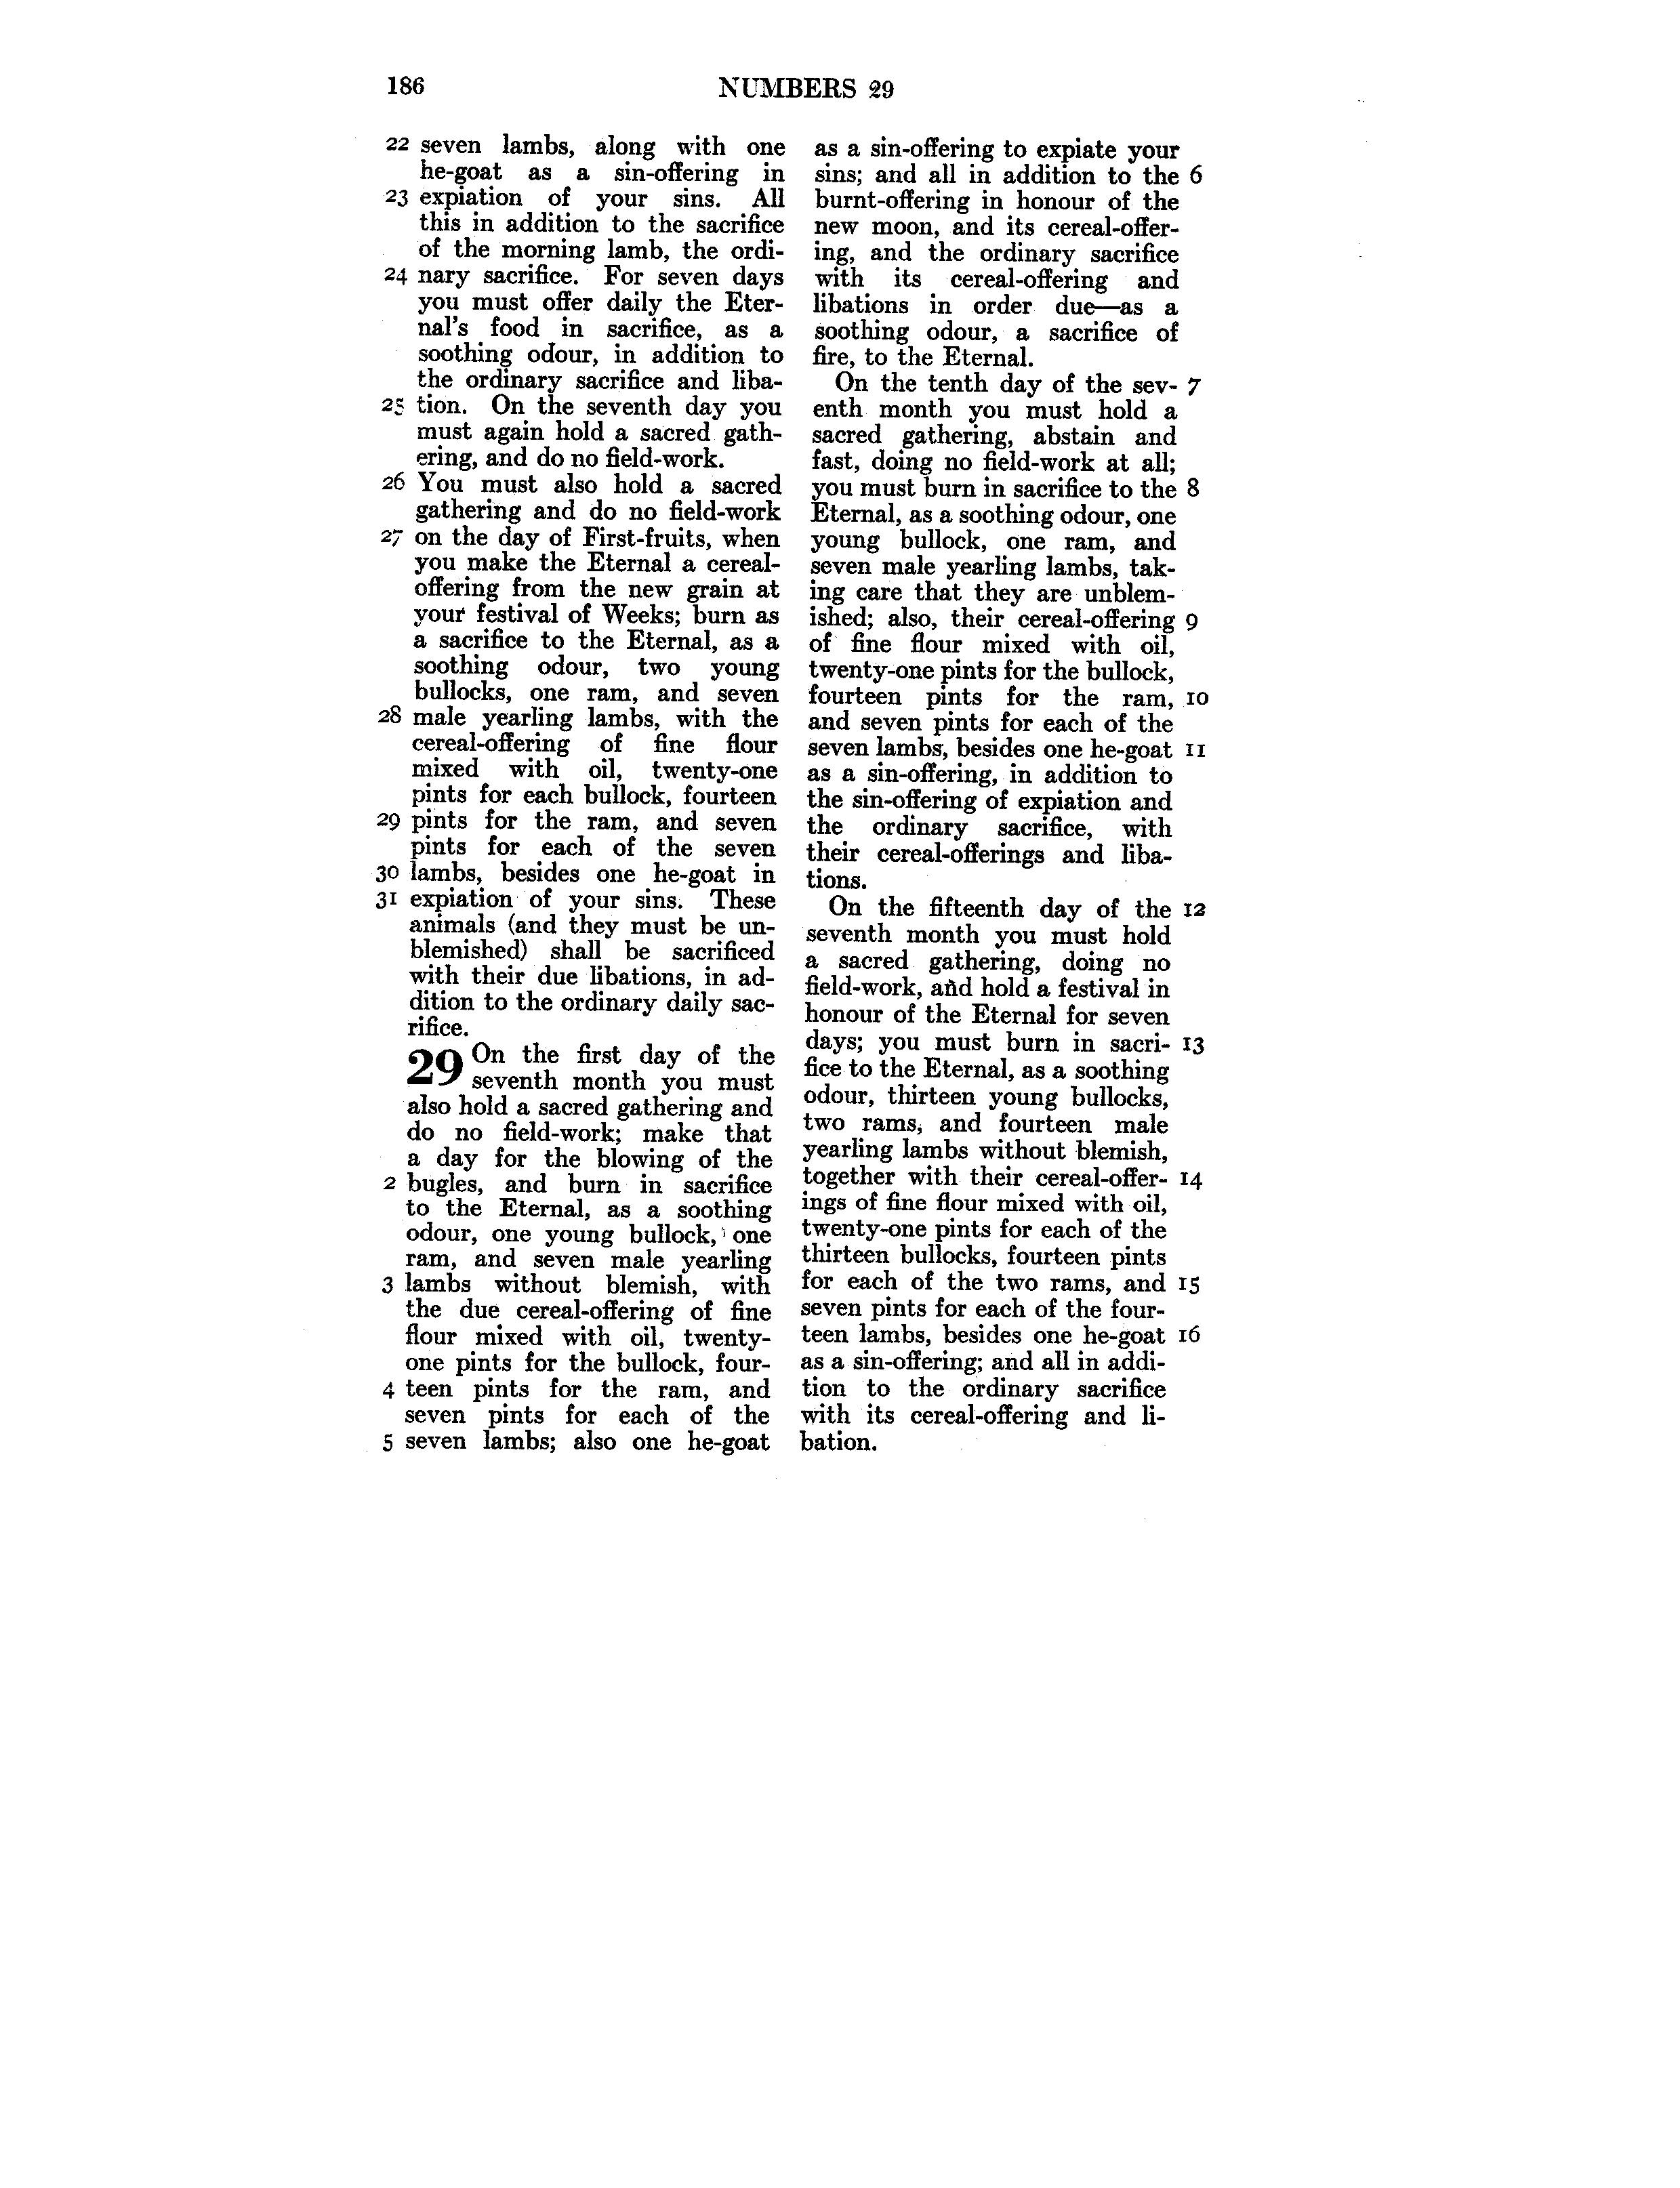 186 NUMBERS 29
22 seven lambs, along with one
he-goat as a sin-offering in
23 expiation of your sins. All
this in addition to the sacrifice
of the morning lamb, the ordi-
24 nary sacrifice. For seven days
you must offer daily the Eter-
nal's food in sacrifice, as a
soothing odour, in addition to
the ordinary sacrifice and liba-
25 tion. On the seventh day you
must again hold a sacred gath-
ering, and do no field-work.
26 You must also hold a sacred
gathering and do no field-work
27 on the day of First-fruits, when
you make the Eternal a cereal-
offering from the new grain at
your festival of Weeks; burn as
a sacrifice to the Eternal, as a
soothing odour, two young
bullocks, one ram, and seven
28 male yearling lambs, with the
cereal-offering of fine flour
mixed with oil, twenty-one
pints for each bullock, fourteen
29 pints for the ram, and seven
pints for each of the seven
30 lambs, besides one he-goat in
31 expiation of your sins. These
animals (and they must be un-
blemished) shall be sacrificed
with their due libations, in ad-
dition to the ordinary daily sac-
rifice.
29 On the first day of the
seventh month you must
also hold a sacred gathering and
do no field-work; make that
a day for the blowing of the
2 bugles, and burn in sacrifice
to the Eternal, as a soothing
odour, one young bullock, one
ram, and seven male yearling
3 lambs without blemish, with
the due cereal-offering of fine
flour mixed with oil, twenty-
one pints for the bullock, four-
4 teen pints for the ram, and
seven pints for each of the
5 seven lambs; also one he-goat
as a sin-offering to expiate your
sins; and all in addition to the 6
burnt-offering in honour of the
new moon, and its cereal-offer-
ing, and the ordinary sacrifice
with its cereal-offering and
libations in order due—as a
soothing odour, a sacrifice of
fire, to the Eternal.
On the tenth day of the sev- 7
enth month you must hold a
sacred gathering, abstain and
fast, doing no field-work at all;
you must burn in sacrifice to the 8
Eternal, as a soothing odour, one
young bullock, one ram, and
seven male yearling lambs, tak-
ing care that they are unblem-
ished; also, their cereal-offering 9
of fine flour mixed with oil,
twenty-one pints for the bullock,
fourteen pints for the ram, 10
and seven pints for each of the
seven lambs, besides one he-goat 11
as a sin-offering, in addition to
the sin-offering of expiation and
the ordinary sacrifice, with
their cereal-offerings and liba-
tions.
On the fifteenth day of the 12
seventh month you must hold
a sacred gathering, doing no
field-work, and hold a festival in
honour of the Eternal for seven
days; you must burn in sacri- 13
fice to the Eternal, as a soothing
odour, thirteen young bullocks,
two rams, and fourteen male
yearling lambs without blemish,
together with their cereal-offer- 14
ings of fine flour mixed with oil,
twenty-one pints for each of the
thirteen bullocks, fourteen pints
for each of the two rams, and 15
seven pints for each of the four-
teen lambs, besides one he-goat 16
as a sin-offering; and all in addi-
tion to the ordinary sacrifice
with its cereal-offering and li-
bation.